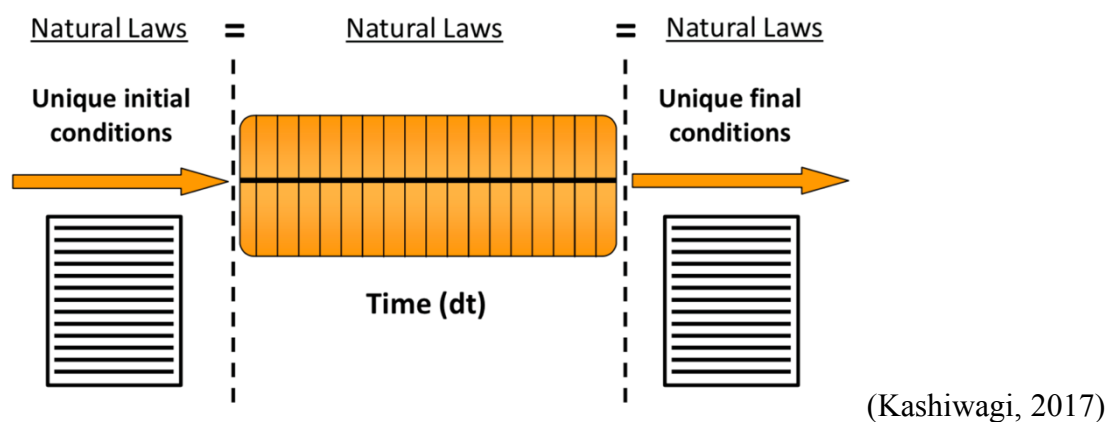 Natural Laws = Natural Laws = Natural Laws
Unique initial
conditions
Unique final
conditions
Time (dt)
(Kashiwagi, 2017)